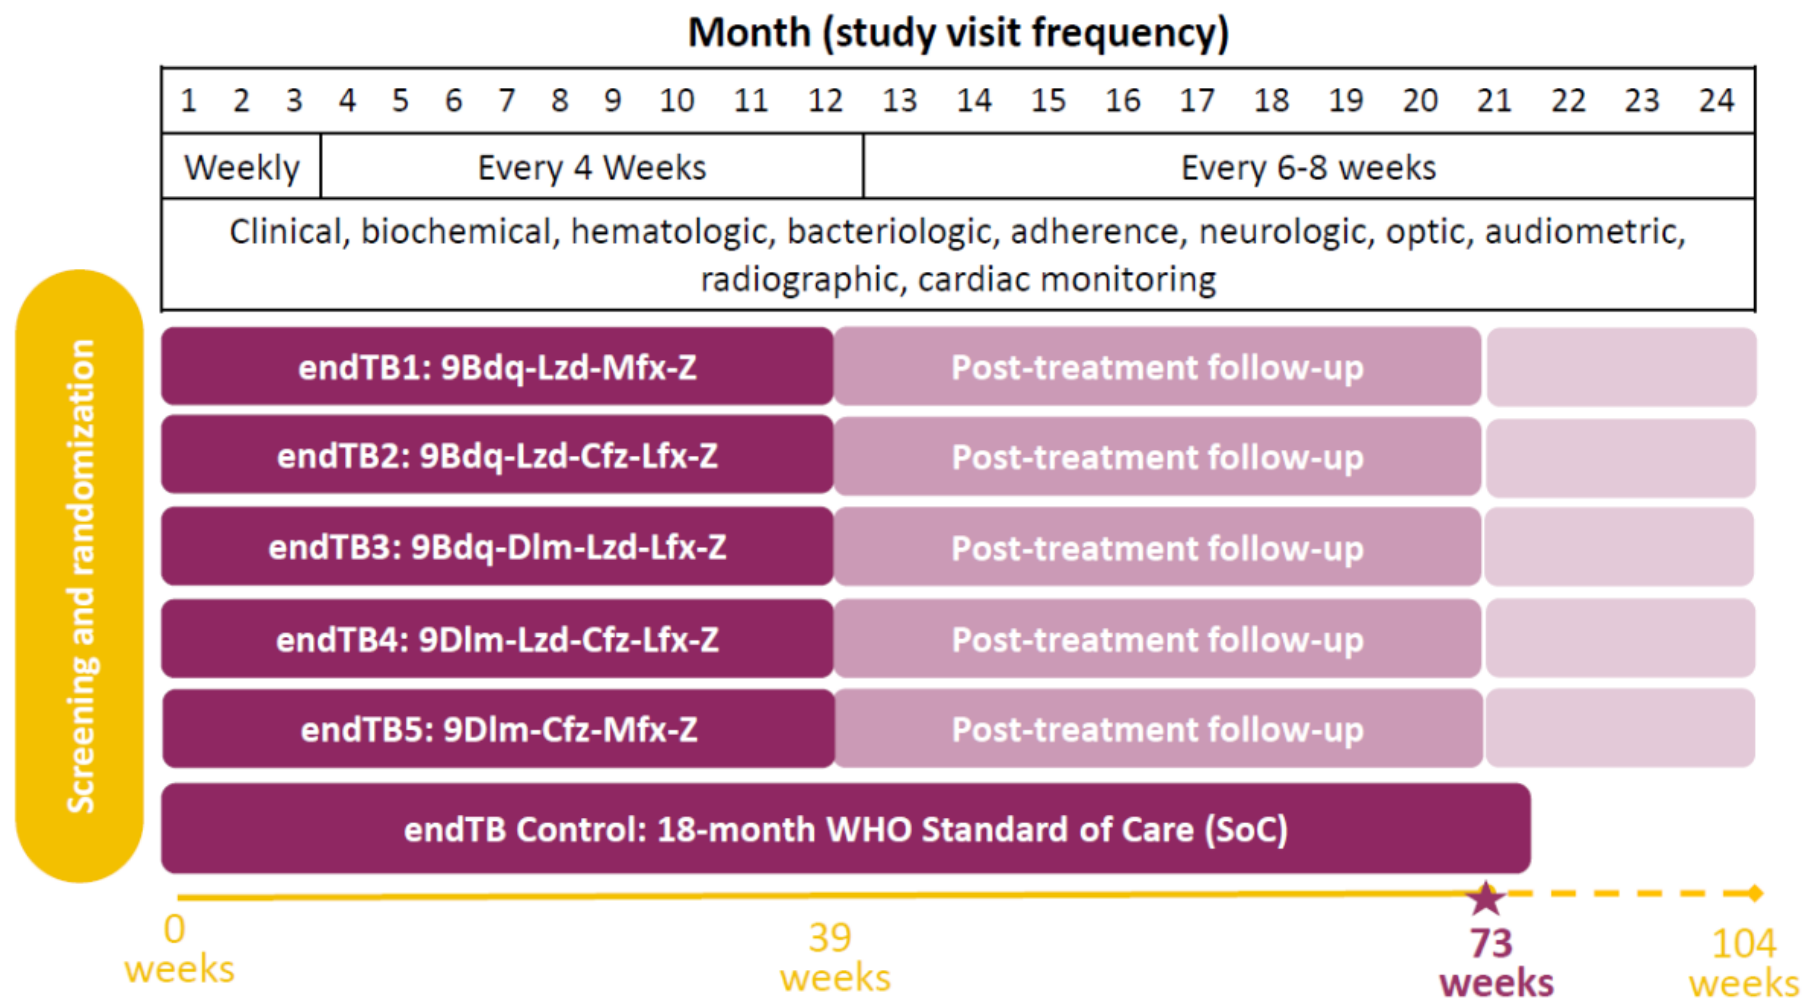 Month (study visit frequency)
1 2 3 4 5 6 7 8 9 10 11 12 13 14 15 16 17 18 19 20 21 22 23 24
Weekly Every 4 Weeks Every 6-8 weeks
Clinical, biochemical, hematologic, bacteriologic, adherence, neurologic, optic, audiometric,
radiographic, cardiac monitoring
Screening and randomization
endTB1: 9Bdq-Lzd-Mfx-Z Post-treatment follow-up
endTB2: 9Bdq-Lzd-Cfz-Lfx-Z Post-treatment follow-up
endTB3: 9Bdq-Dlm-Lzd-Lfx-Z Post-treatment follow-up
endTB4: 9Dlm-Lzd-Cfz-Lfx-Z Post-treatment follow-up
endTB5: 9Dlm-Cfz-Mfx-Z Post-treatment follow-up
endTB Control: 18-month WHO Standard of Care (SoC)
0 weeks
39 weeks
73 weeks
104 weeks